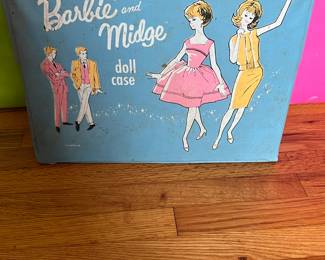 Barbie and
Midge
doll
case